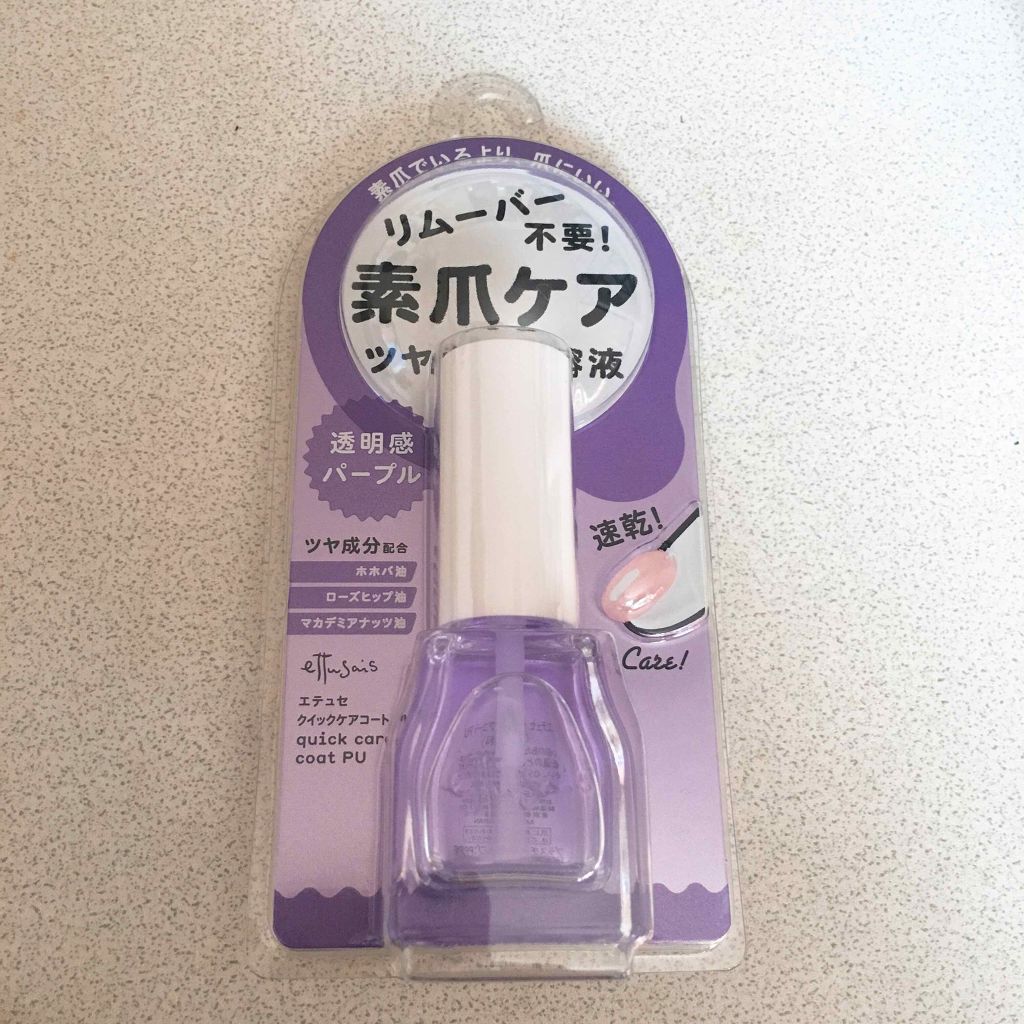 素爪でいるより、爪にいい
リムーバー
不要!
素爪ケア
ツヤ
容液
透明感
パープル
速乾!
ツヤ成分配合
ホホバ油
ローズヒップ油
マカデミアナッツ油
Care!
ettusais
エテュセ
クイックケアコート
quick care
coat PU